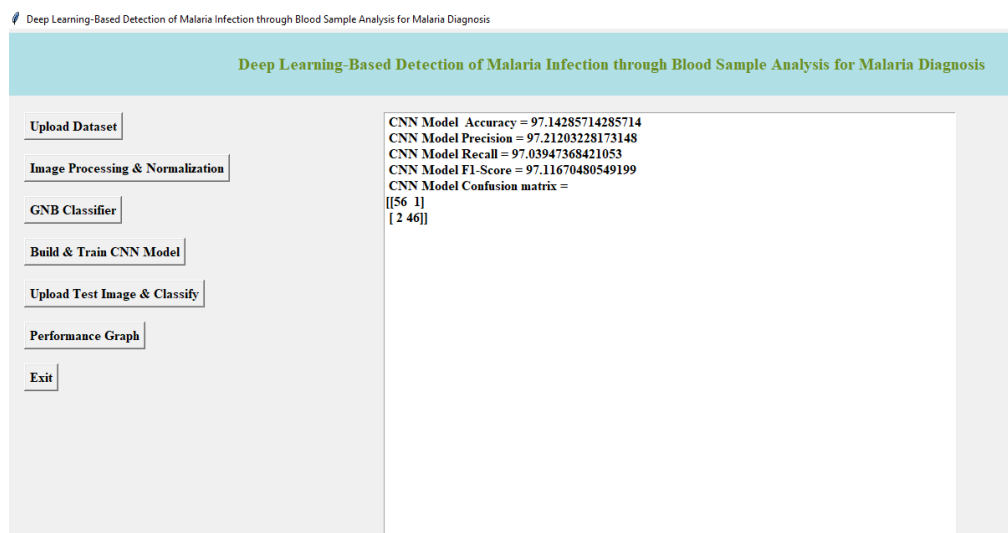 Deep Learning-Based Detection of Malaria Infection through Blood Sample Analysis for Malaria Diagnosis
Deep Learning-Based Detection of Malaria Infection through Blood Sample Analysis for Malaria Diagnosis
Upload Dataset
Image Processing & Normalization
GNB Classifier
Build & Train CNN Model
Upload Test Image & Classify
Performance Graph
Exit
CNN Model  Accuracy = 97.14285714285714
CNN Model Precision = 97.21203228173148
CNN Model Recall = 97.03947368421053
CNN Model F1-Score = 97.11670480549199
CNN Model Confusion matrix =
[[56  1]
[ 2 46]]